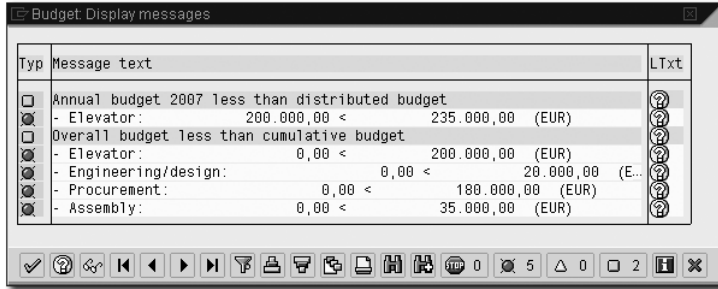 Budget: Display messages
Typ Message text LTxt
Annual budget 2007 less than distributed budget
- Elevator: 200.000,00 < 235.000,00 (EUR)
Overall budget less than cumulative budget
- Elevator: 0,00 < 200.000,00 (EUR)
- Engineering/design: 0,00 < 20.000,00 (E...
- Procurement: 0,00 < 180.000,00 (EUR)
- Assembly: 0,00 < 35.000,00 (EUR)
STOP 0 5 0 2